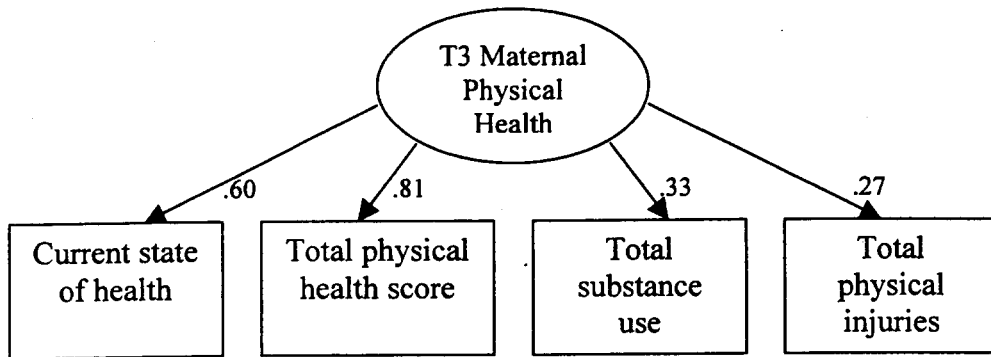 T3 Maternal
Physical
Health
.60
.81
.33
.27
Current state
of health
Total physical
health score
Total
substance
use
Total
physical
injuries